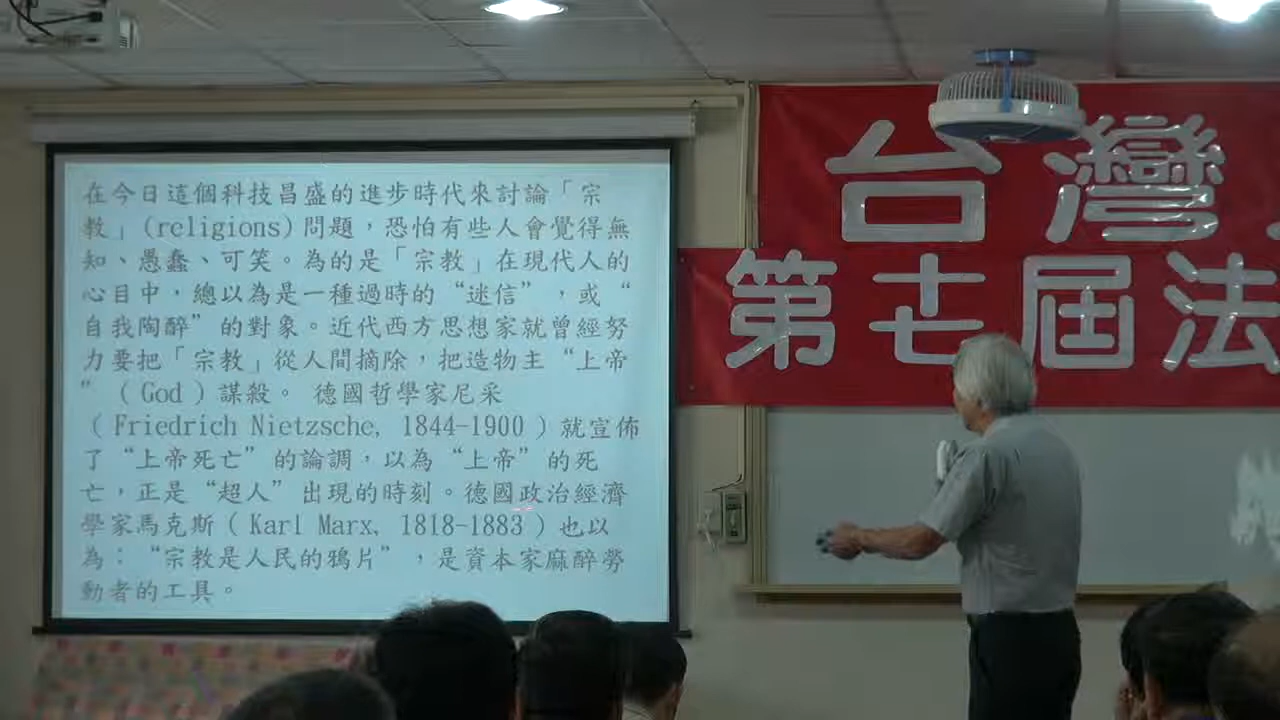 在今日這個科技昌盛的進步時代來討論「宗
教」(religions)問題，恐怕有些人會覺得無
知、愚蠢、可笑。為的是「宗教」在現代人的
心目中，總以為是一種過時的“迷信”，或“
自我陶醉”的對象。近代西方思想家就曾經努
力要把「宗教」從人間摘除，把造物主“上帝
”（God）謀殺。 德國哲學家尼采
（Friedrich Nietzsche, 1844-1900）就宣佈
了“上帝死亡”的論調，以為“上帝”的死
亡，正是“超人”出現的時刻。德國政治經濟
學家馬克斯（Karl Marx, 1818-1883）也以
為：“宗教是人民的鴉片”，是資本家麻醉勞
動者的工具。
台灣
第七屆法